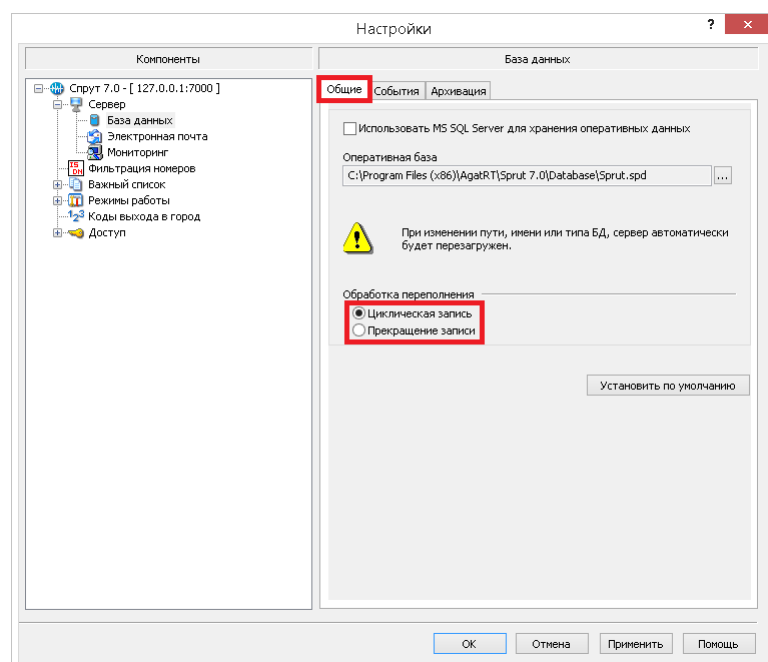 Настройки
?
×
Компоненты
База данных
Спрут 7.0 - [ 127.0.0.1:7000 ]
Сервер
База данных
Электронная почта
Мониторинг
Фильтрация номеров
Важный список
Режимы работы
Коды выхода в город
Доступ
Общие События Архивация
Использовать MS SQL Server для хранения оперативных данных
Оперативная база
C:\Program Files (x86)\AgatRT\Sprut 7.0\Database\Sprut.spd ...
При изменении пути, имени или типа БД, сервер автоматически
будет перезагружен.
Обработка переполнения
Циклическая запись
Прекращение записи
Установить по умолчанию
ОК Отмена Применить Помощь